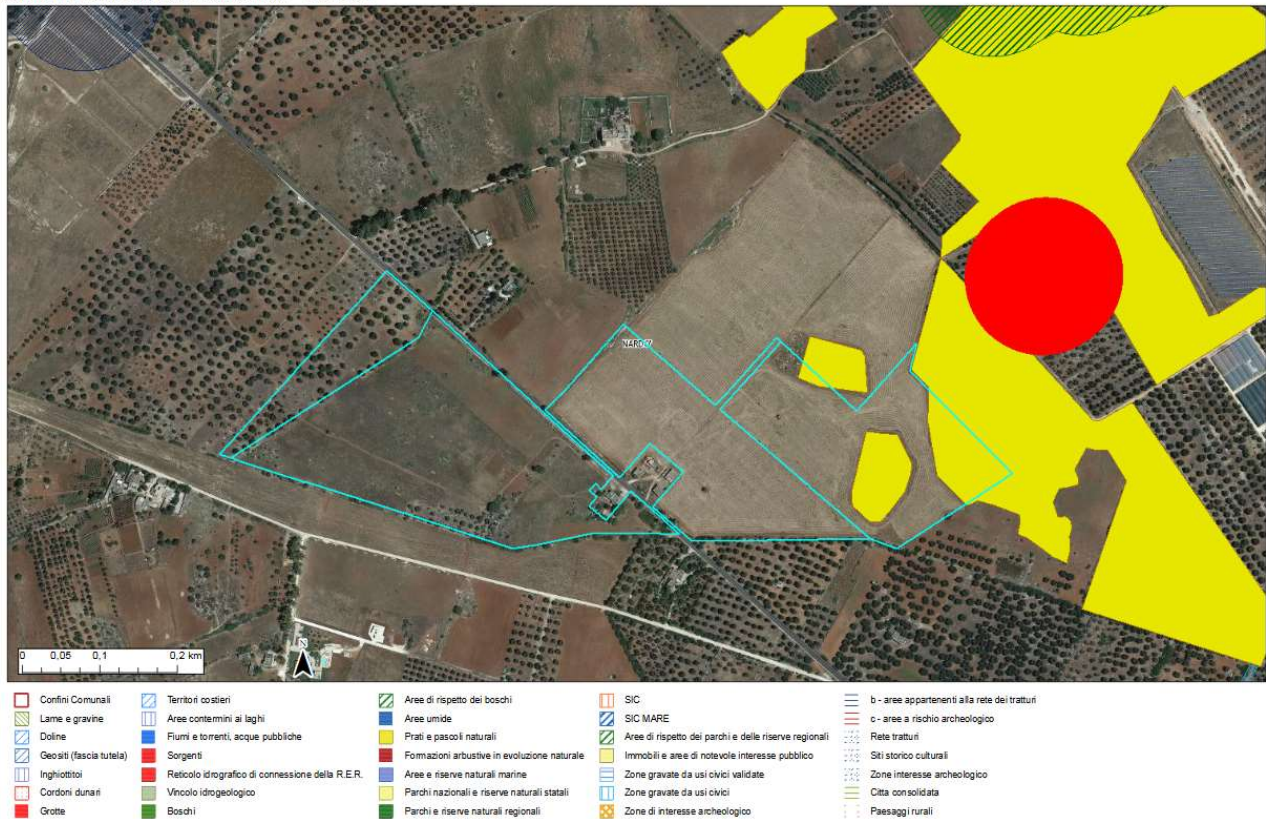 NARDO'
0 0,05 0,1 0,2 km
N
Confini Comunali
Lame e gravine
Doline
Geositi (fascia tutela)
Inghiottitoi
Cordoni dunari
Grotte
Territori costieri
Aree contermini ai laghi
Fiumi e torrenti, acque pubbliche
Sorgenti
Reticolo idrografico di connessione della R.E.R.
Vincolo idrogeologico
Boschi
Aree di rispetto dei boschi
Aree umide
Prati e pascoli naturali
Formazioni arbustive in evoluzione naturale
Aree e riserve naturali marine
Parchi nazionali e riserve naturali statali
Parchi e riserve naturali regionali
SIC
SIC MARE
Aree di rispetto dei parchi e delle riserve regionali
Immobili e aree di notevole interesse pubblico
Zone gravate da usi civici validate
Zone gravate da usi civici
Zone di interesse archeologico
b - aree appartenenti alla rete dei tratturi
c - aree a rischio archeologico
Rete tratturi
Siti storico culturali
Zone interesse archeologico
Citta consolidata
Paesaggi rurali